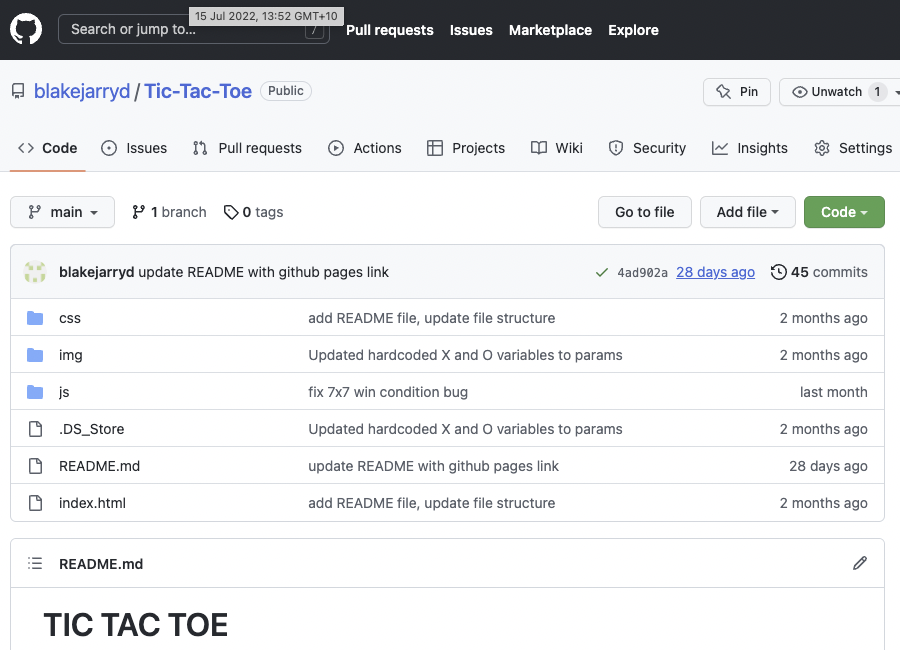 15 Jul 2022, 13:52 GMT+10
Search or jump to... / Pull requests Issues Marketplace Explore
blakejarryd / Tic-Tac-Toe Public Pin Unwatch 1
Code Issues Pull requests Actions Projects Wiki Security Insights Settings
main 1 branch 0 tags Go to file Add file Code
blakejarryd update README with github pages link 4ad902a 28 days ago 45 commits
css add README file, update file structure 2 months ago
img Updated hardcoded X and O variables to params 2 months ago
js fix 7x7 win condition bug last month
.DS_Store Updated hardcoded X and O variables to params 2 months ago
README.md update README with github pages link 28 days ago
index.html add README file, update file structure 2 months ago
README.md
TIC TAC TOE